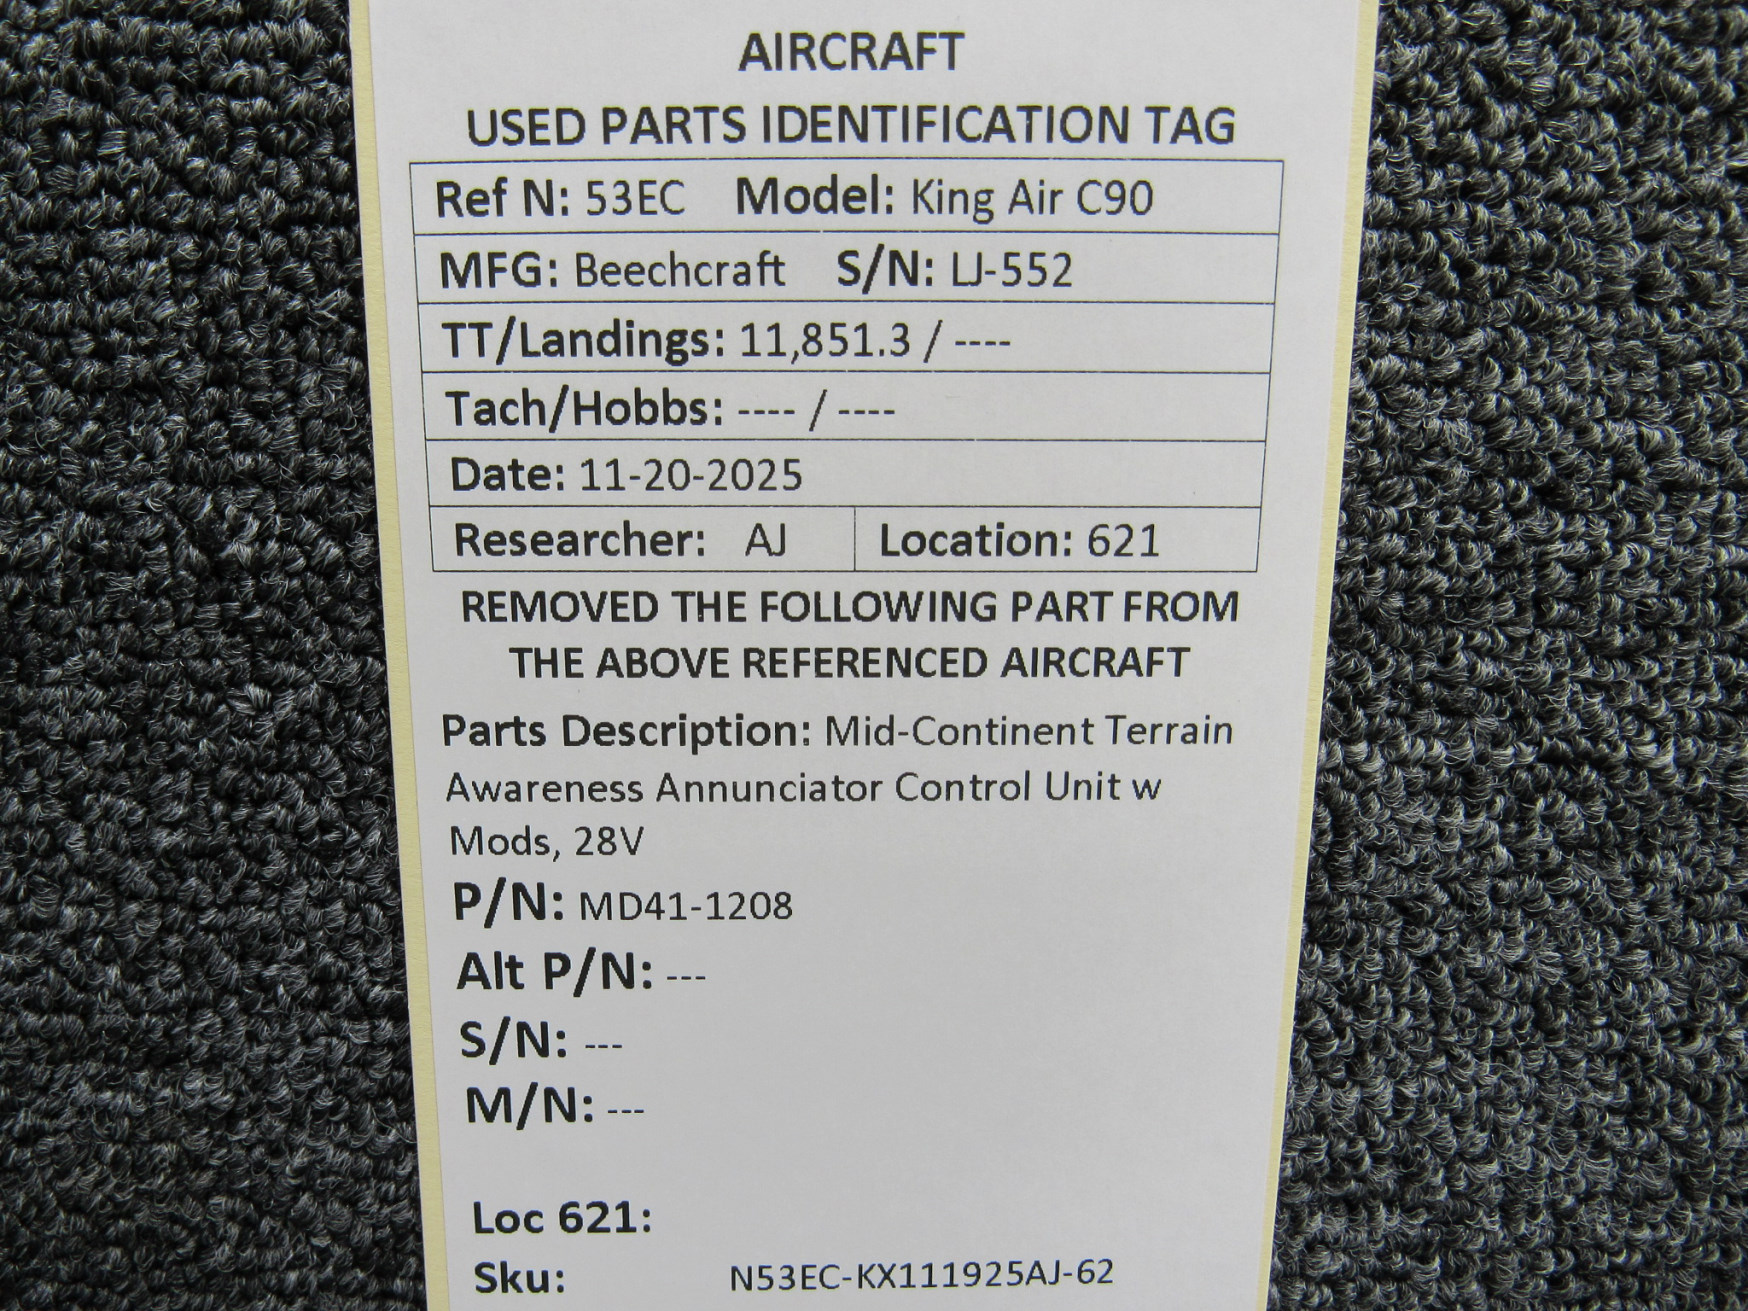 AIRCRAFT
USED PARTS IDENTIFICATION TAG
Ref N: 53EC Model: King Air C90
MFG: Beechcraft S/N: LJ-552
TT/Landings: 11,851.3 / ----
Tach/Hobbs: ---- / ----
Date: 11-20-2025
Researcher: AJ Location: 621
REMOVED THE FOLLOWING PART FROM
THE ABOVE REFERENCED AIRCRAFT
Parts Description: Mid-Continent Terrain
Awareness Annunciator Control Unit w
Mods, 28V
P/N: MD41-1208
Alt P/N: ---
S/N: ---
M/N: ---
Loc 621:
Sku: N53EC-KX111925AJ-62